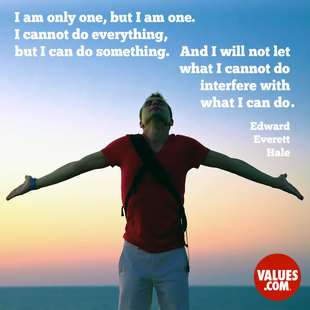 I am only one, but I am one.
I cannot do everything,
but I can do something. And I will not let
what I cannot do
interfere with
what I can do.
Edward
Everett
Hale
VALUES
.COM